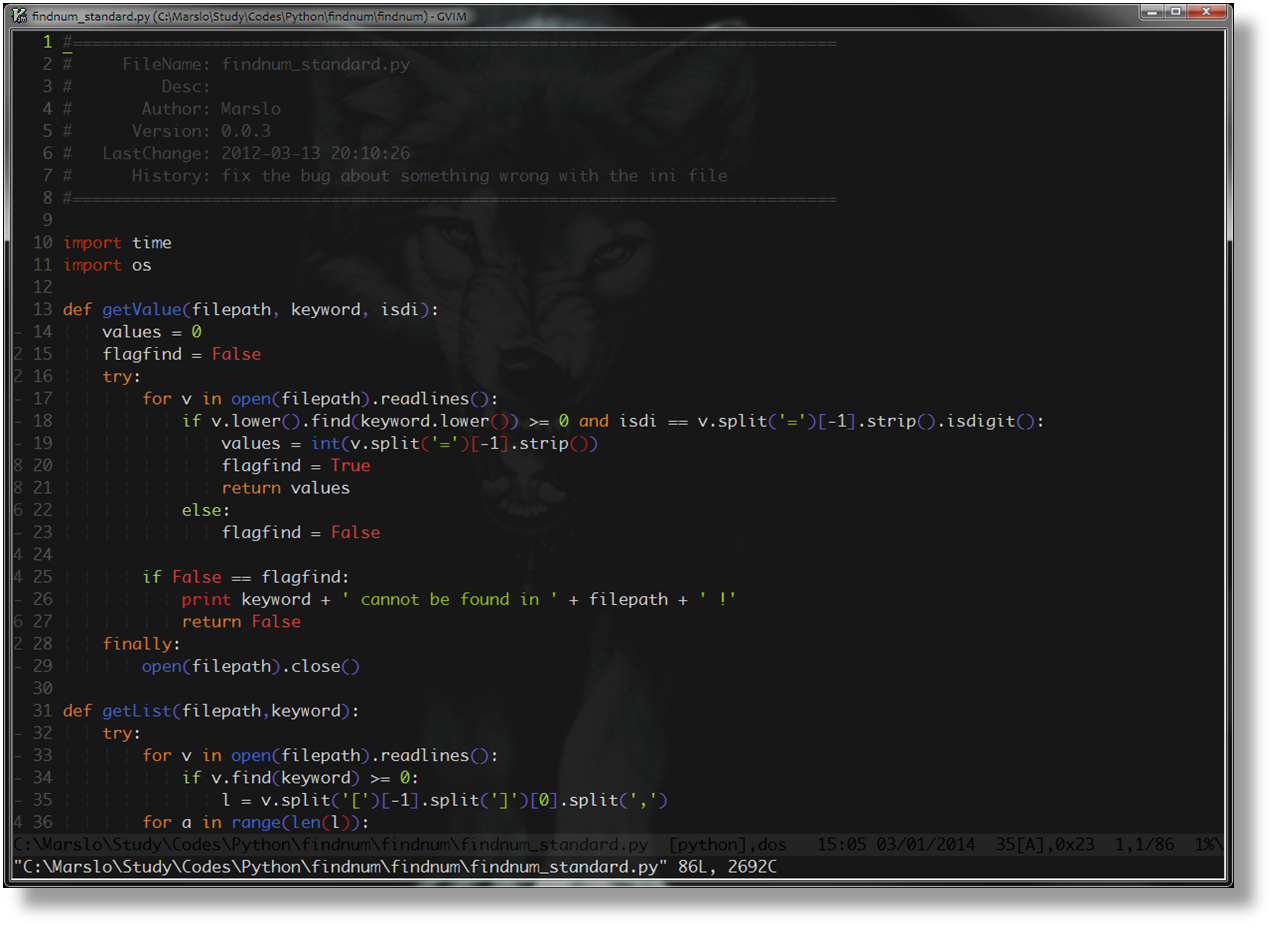 findnum_standard.py (C:\Marslo\Study\Codes\Python\findnum\findnum) - GVIM
1 #=============================================================================
2 #     FileName: findnum_standard.py
3 #         Desc:
4 #       Author: Marslo
5 #      Version: 0.0.3
6 #   LastChange: 2012-03-13 20:10:26
7 #      History: fix the bug about something wrong with the ini file
8 #=============================================================================
9
10 import time
11 import os
12
13 def getValue(filepath, keyword, isdi):
- 14     values = 0
2 15     flagfind = False
2 16     try:
- 17         for v in open(filepath).readlines():
- 18             if v.lower().find(keyword.lower()) >= 0 and isdi == v.split('=')[-1].strip().isdigit():
- 19                 values = int(v.split('=')[-1].strip())
8 20                 flagfind = True
8 21                 return values
6 22             else:
- 23                 flagfind = False
4 24
4 25         if False == flagfind:
- 26             print keyword + ' cannot be found in ' + filepath + ' !'
6 27             return False
2 28     finally:
- 29         open(filepath).close()
30
31 def getList(filepath,keyword):
- 32     try:
- 33         for v in open(filepath).readlines():
- 34             if v.find(keyword) >= 0:
- 35                 l = v.split('[')[-1].split(']')[0].split(',')
4 36         for a in range(len(l)):
C:\Marslo\Study\Codes\Python\findnum\findnum\findnum_standard.py  [python],dos   15:05 03/01/2014  35[A],0x23  1,1/86  1%\
"C:\Marslo\Study\Codes\Python\findnum\findnum\findnum_standard.py" 86L, 2692C